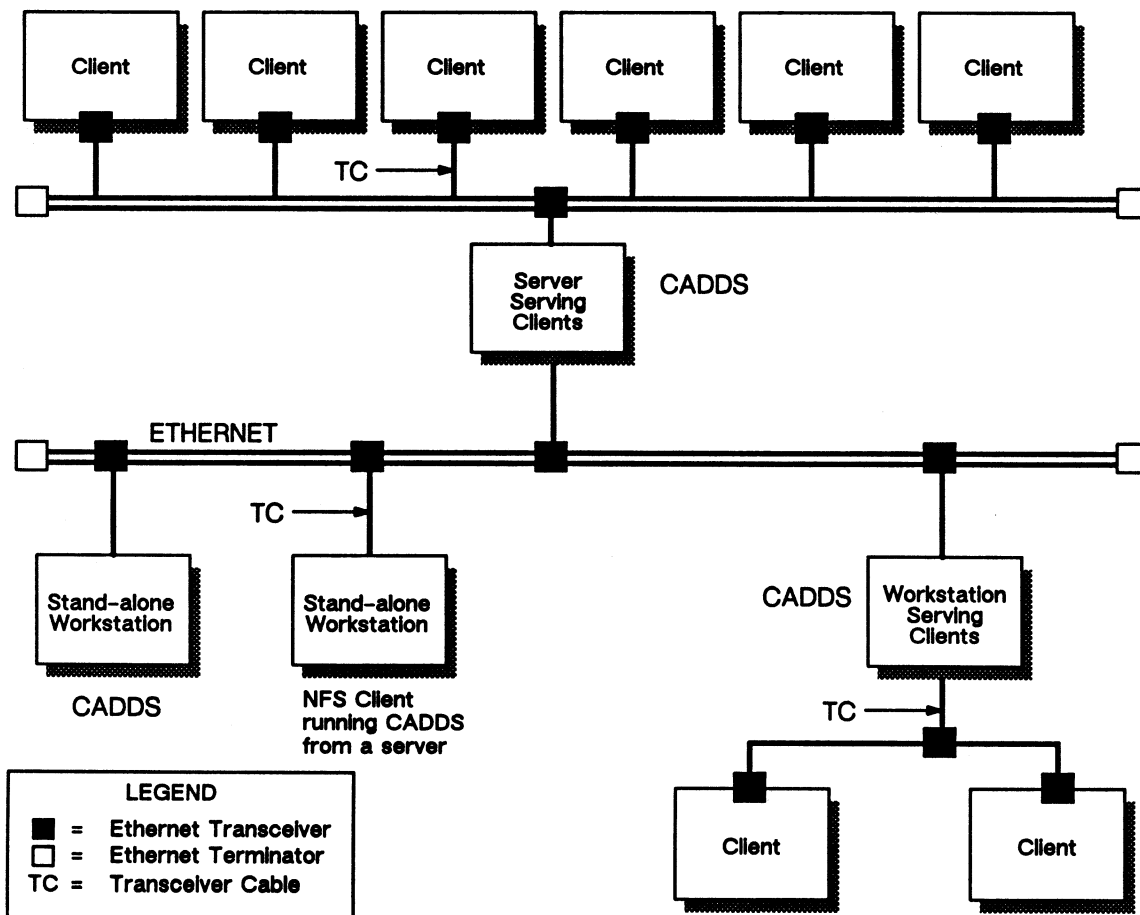 Client
Client
Client
Client
Client
Client
TC
Server
Serving
Clients
CADDS
ETHERNET
TC
Stand-alone
Workstation
Stand-alone
Workstation
CADDS
Workstation
Serving
Clients
CADDS
NFS Client
running CADDS
from a server
TC
Client
Client
LEGEND
■ = Ethernet Transceiver
□ = Ethernet Terminator
TC = Transceiver Cable